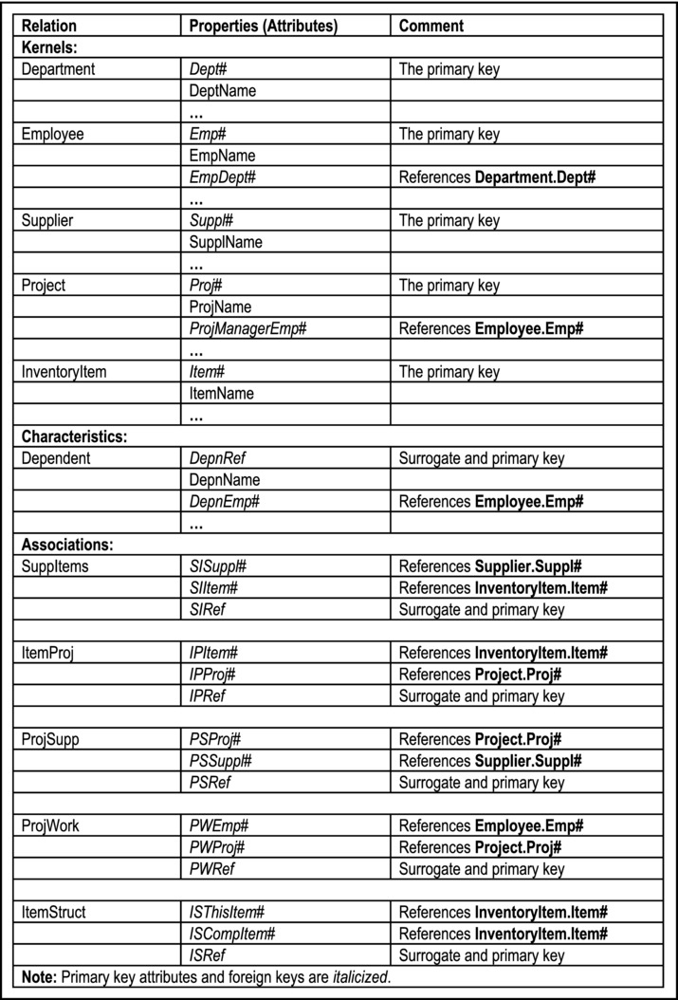 Relation Properties (Attributes) Comment
Kernels:
Department Dept# The primary key
DeptName
...
Employee Emp# The primary key
EmpName
EmpDept# References Department.Dept#
...
Supplier Suppl# The primary key
SupplName
...
Project Proj# The primary key
ProjName
ProjManagerEmp# References Employee.Emp#
...
InventoryItem Item# The primary key
ItemName
...
Characteristics:
Dependent DepnRef Surrogate and primary key
DepnName
DepnEmp# References Employee.Emp#
...
Associations:
SuppItems SISuppl# References Supplier.Suppl#
SIItem# References InventoryItem.Item#
SIRef Surrogate and primary key
ItemProj IPItem# References InventoryItem.Item#
IPProj# References Project.Proj#
IPRef Surrogate and primary key
ProjSupp PSProj# References Project.Proj#
PSSuppl# References Supplier.Suppl#
PSRef Surrogate and primary key
ProjWork PWEmp# References Employee.Emp#
PWProj# References Project.Proj#
PWRef Surrogate and primary key
ItemStruct ISThisItem# References InventoryItem.Item#
ISCompItem# References InventoryItem.Item#
ISRef Surrogate and primary key
Note: Primary key attributes and foreign keys are italicized.